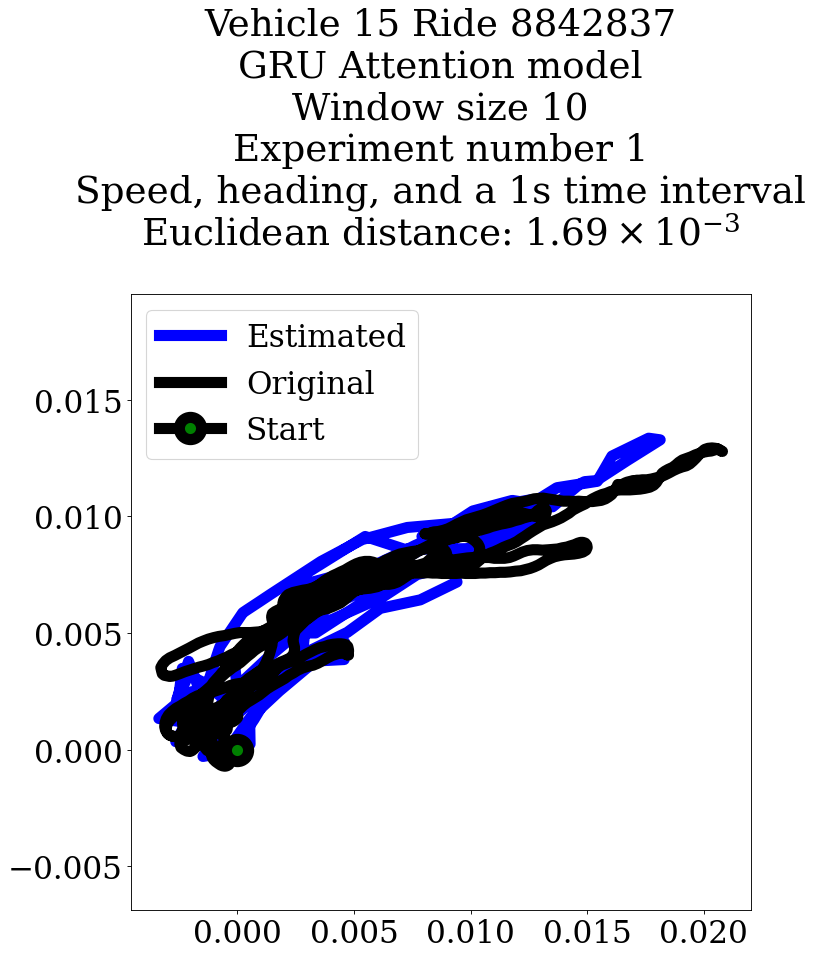 Vehicle 15 Ride 8842837
GRU Attention model
Window size 10
Experiment number 1
Speed, heading, and a 1s time interval
Euclidean distance: 1.69 × 10⁻³
Estimated
Original
Start
0.015
0.010
0.005
0.000
−0.005
0.000 0.005 0.010 0.015 0.020